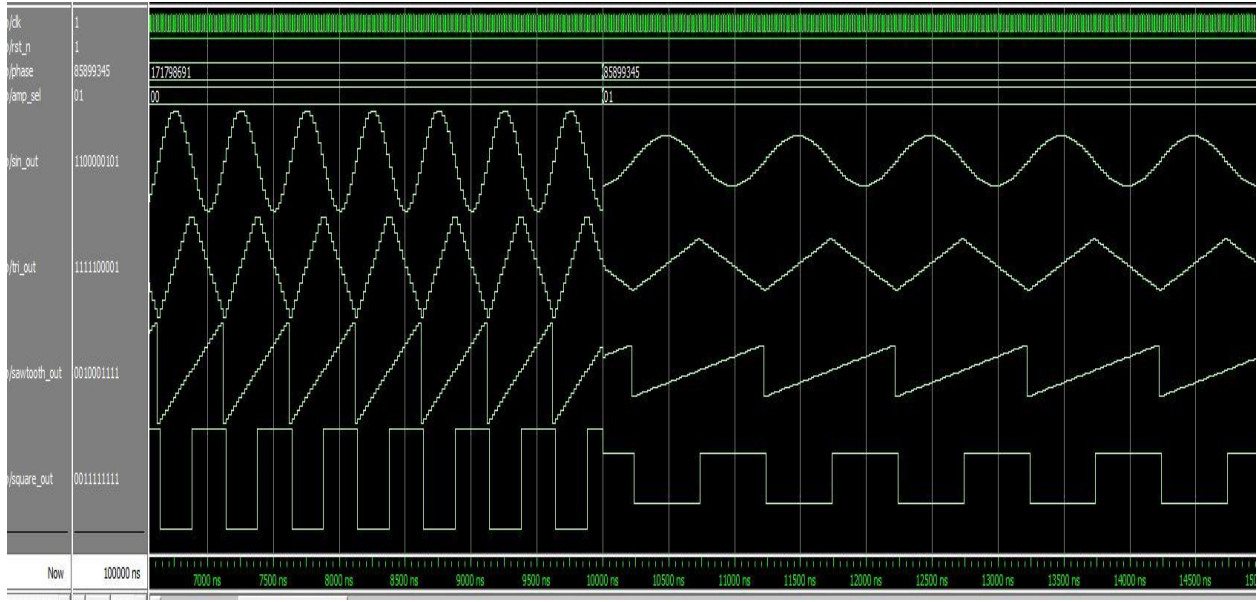 )/clk 1
)/rst_n 1
)/phase 85899345 171798691 85899345
)/amp_sel 01 00 01
)/sin_out 1100000101
)/tri_out 1111100001
)/sawtooth_out 0010001111
)/square_out 0011111111
Now 100000 ns 7000 ns 7500 ns 8000 ns 8500 ns 9000 ns 9500 ns 10000 ns 10500 ns 11000 ns 11500 ns 12000 ns 12500 ns 13000 ns 13500 ns 14000 ns 14500 ns